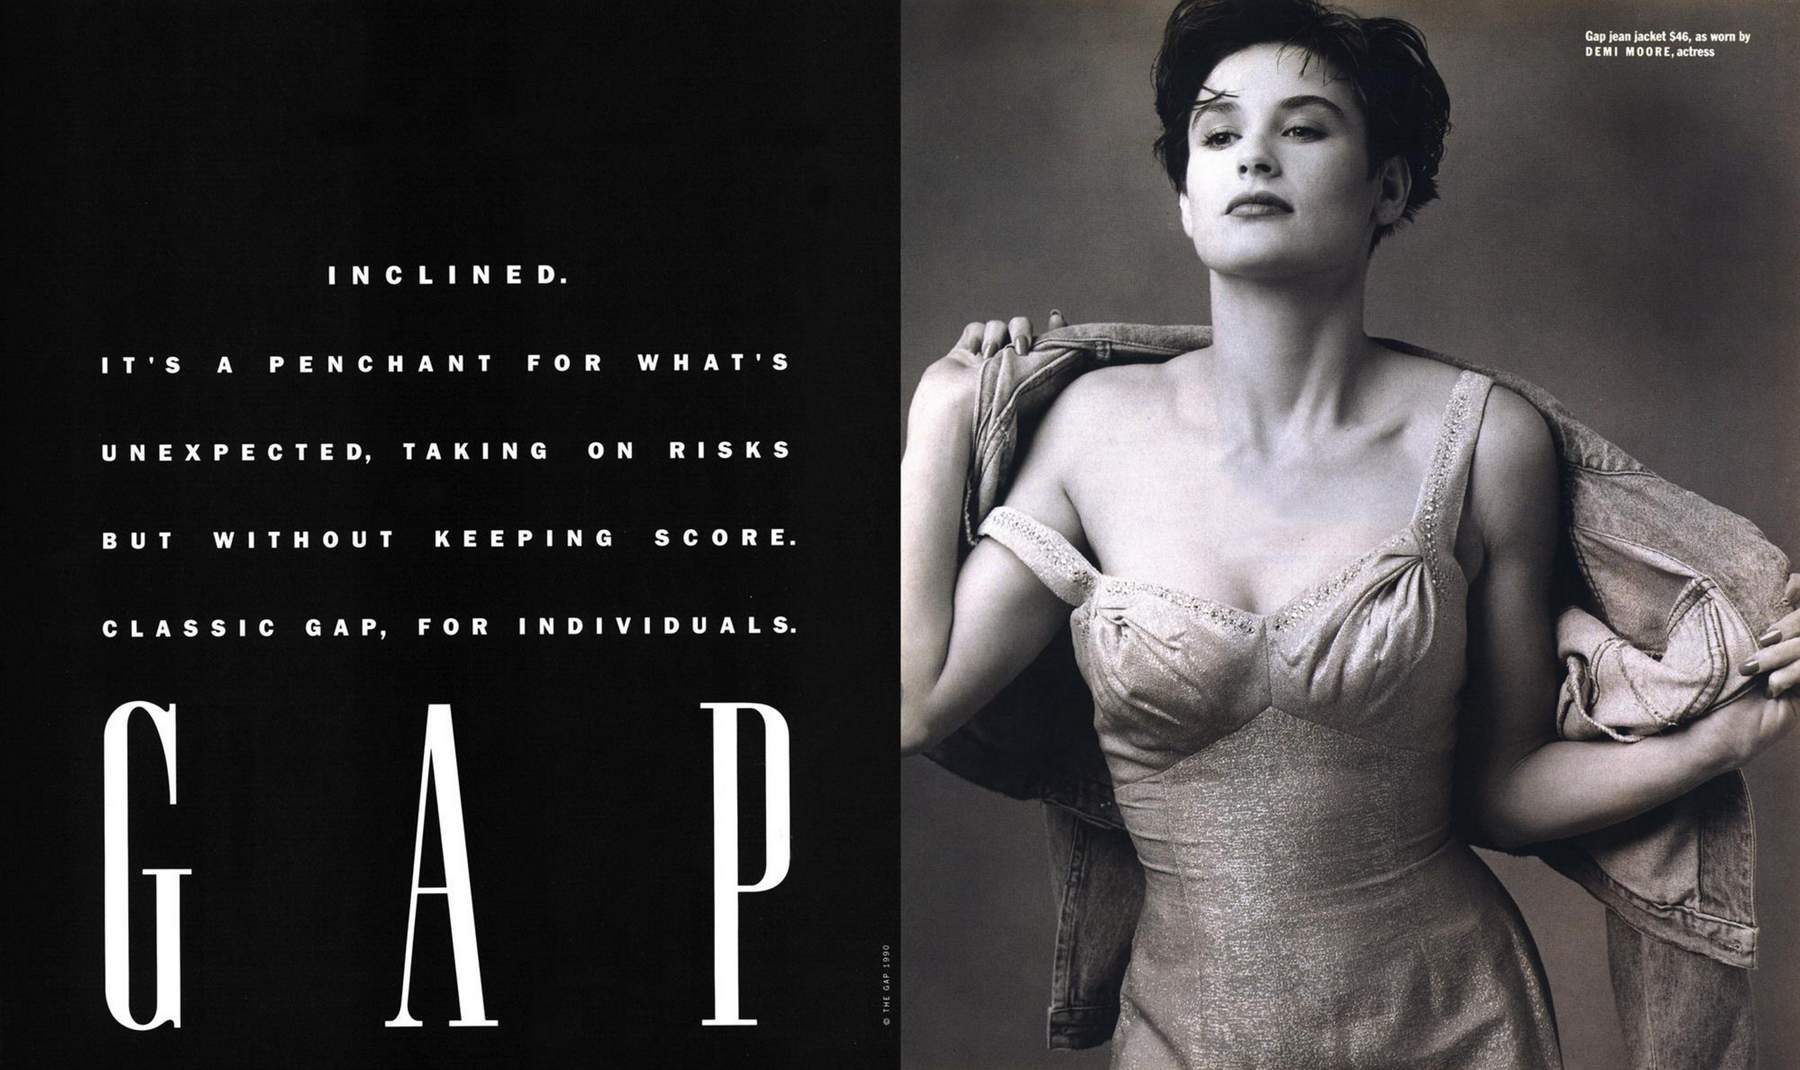 INCLINED.
IT'S A PENCHANT FOR WHAT'S
UNEXPECTED, TAKING ON RISKS
BUT WITHOUT KEEPING SCORE.
CLASSIC GAP, FOR INDIVIDUALS.
GAP
© THE GAP 1990
Gap jean jacket $46, as worn by
DEMI MOORE, actress